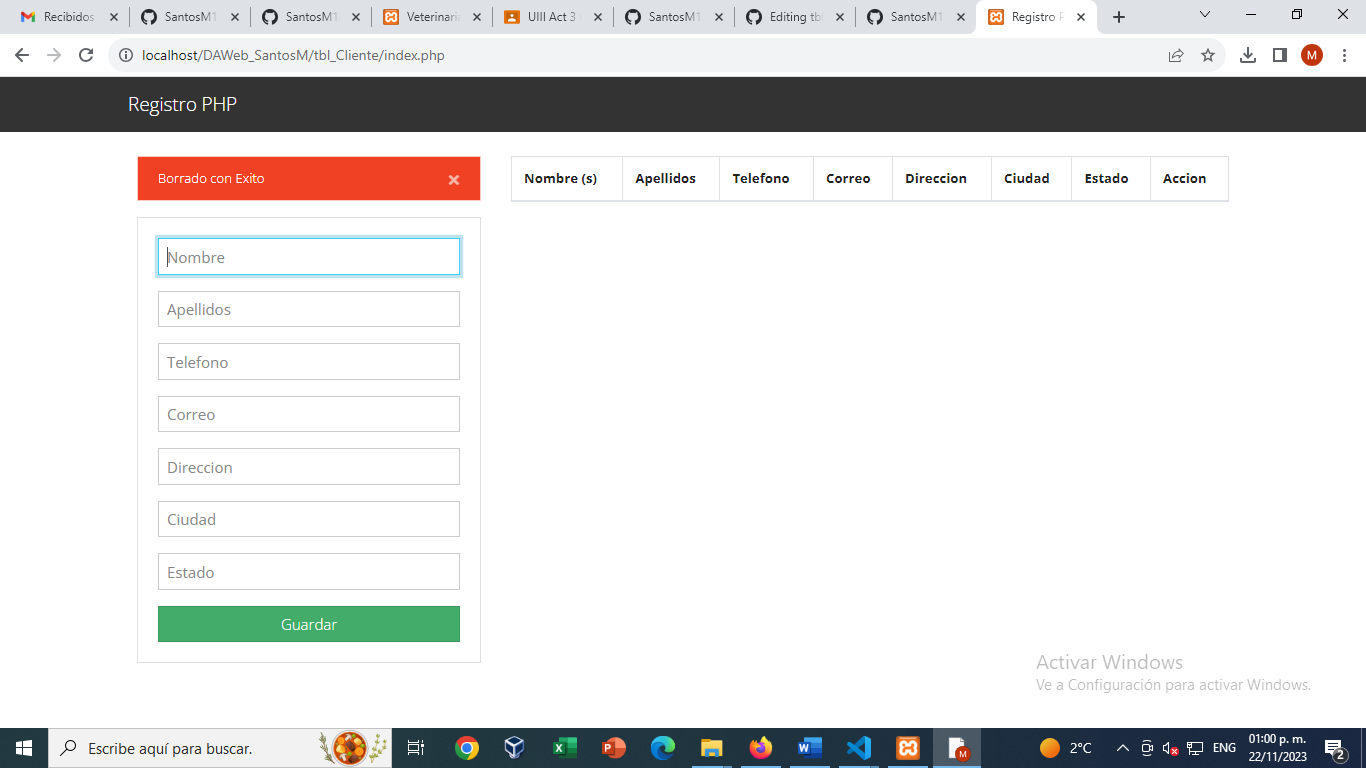 Recibidos
SantosM1
SantosM1
Veterinari
UIII Act 3
SantosM1
Editing tb
SantosM1
Registro P
localhost/DAWeb_SantosM/tbl_Cliente/index.php
M
Registro PHP
Borrado con Exito ×
Nombre (s) Apellidos Telefono Correo Direccion Ciudad Estado Accion
Nombre
Apellidos
Telefono
Correo
Direccion
Ciudad
Estado
Guardar
Activar Windows
Ve a Configuración para activar Windows.
Escribe aquí para buscar.
2°C
ENG
01:00 p. m.
22/11/2023
2